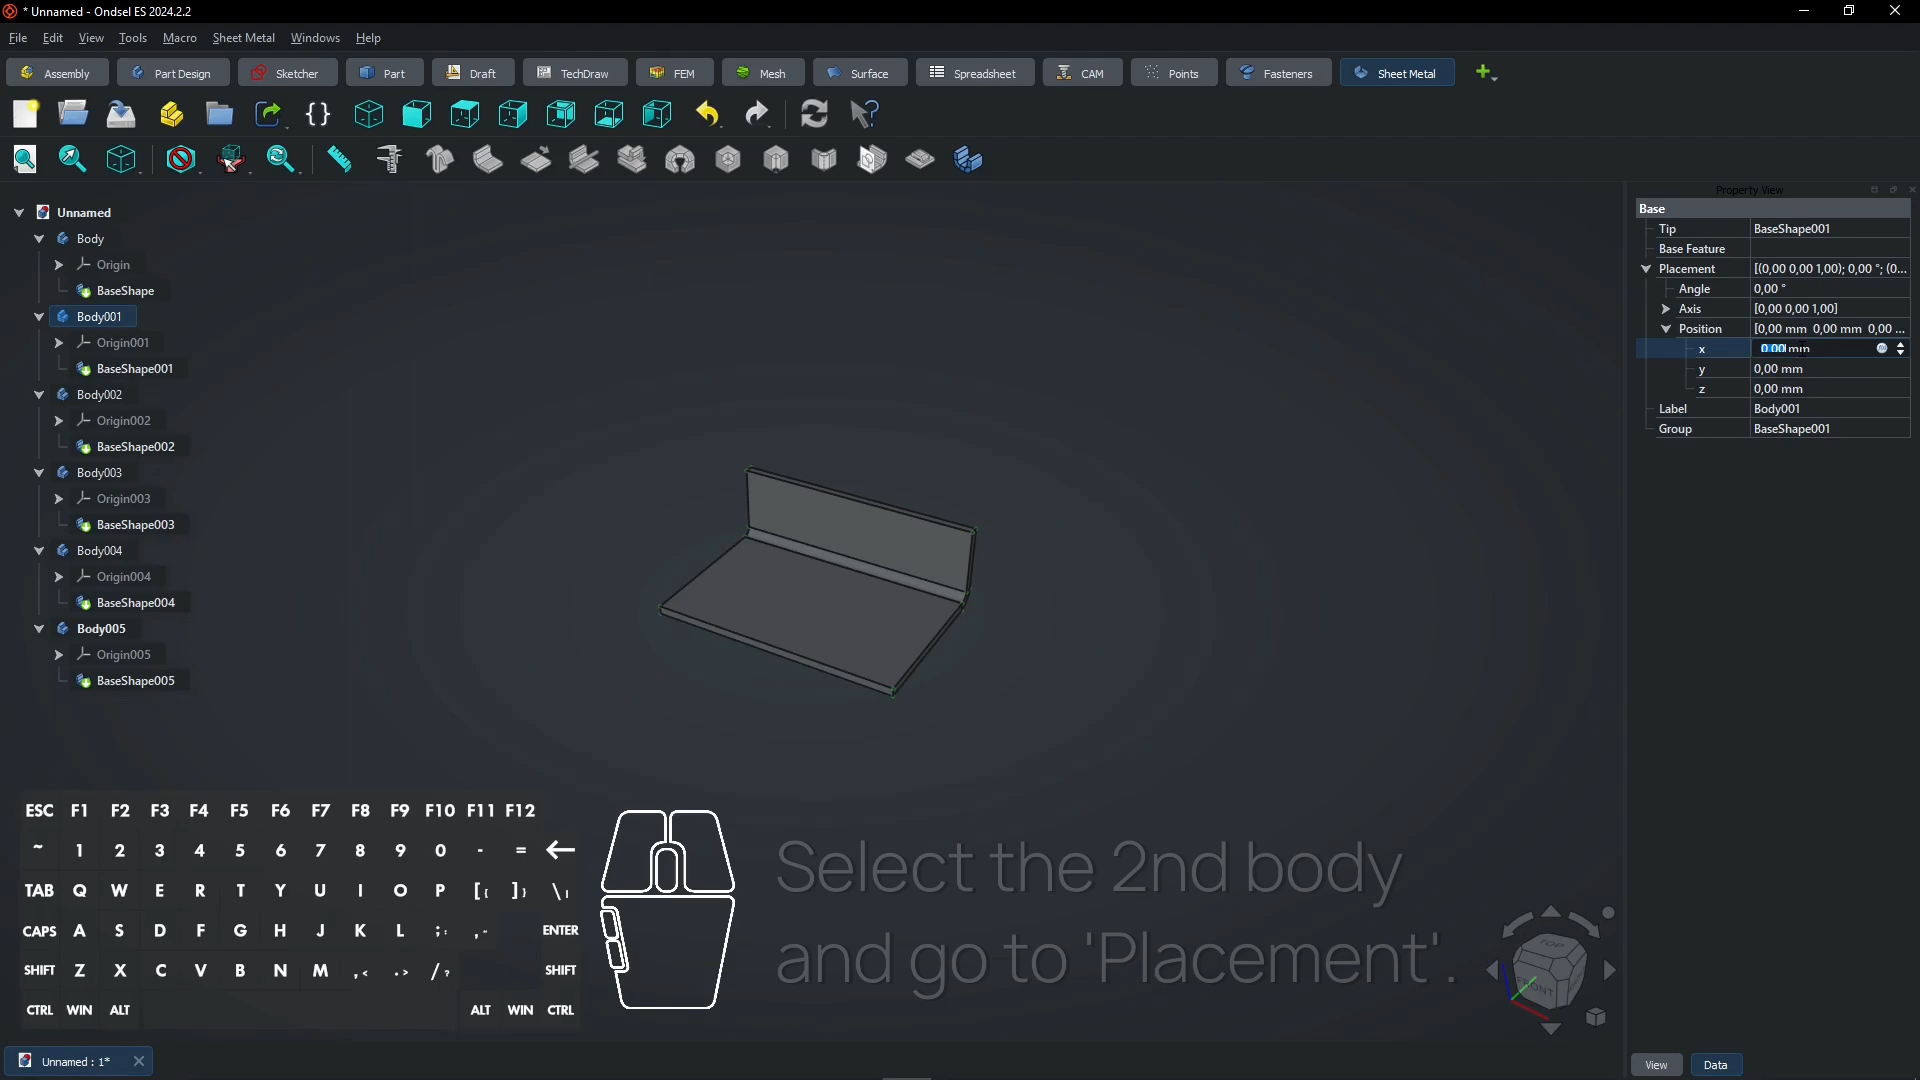 * Unnamed - Ondsel ES 2024.2.2
File Edit View Tools Macro Sheet Metal Windows Help
Assembly Part Design Sketcher Part Draft TechDraw FEM Mesh Surface Spreadsheet CAM Points Fasteners Sheet Metal
Property View
Unnamed
Body
Origin
BaseShape
Body001
Origin001
BaseShape001
Body002
Origin002
BaseShape002
Body003
Origin003
BaseShape003
Body004
Origin004
BaseShape004
Body005
Origin005
BaseShape005
Base
Tip BaseShape001
Base Feature
Placement [(0,00 0,00 1,00); 0,00 °; (0...
Angle 0,00 °
Axis [0,00 0,00 1,00]
Position [0,00 mm 0,00 mm 0,00 ...
x 0,00 mm
y 0,00 mm
z 0,00 mm
Label Body001
Group BaseShape001
ESC F1 F2 F3 F4 F5 F6 F7 F8 F9 F10 F11 F12
~ 1 2 3 4 5 6 7 8 9 0 - =
TAB Q W E R T Y U I O P [{ ]} \|
CAPS A S D F G H J K L ;: ," ENTER
SHIFT Z X C V B N M ,< .> /? SHIFT
CTRL WIN ALT ALT WIN CTRL
Select the 2nd body
and go to 'Placement'.
TOP
FRONT
Unnamed : 1*
View Data